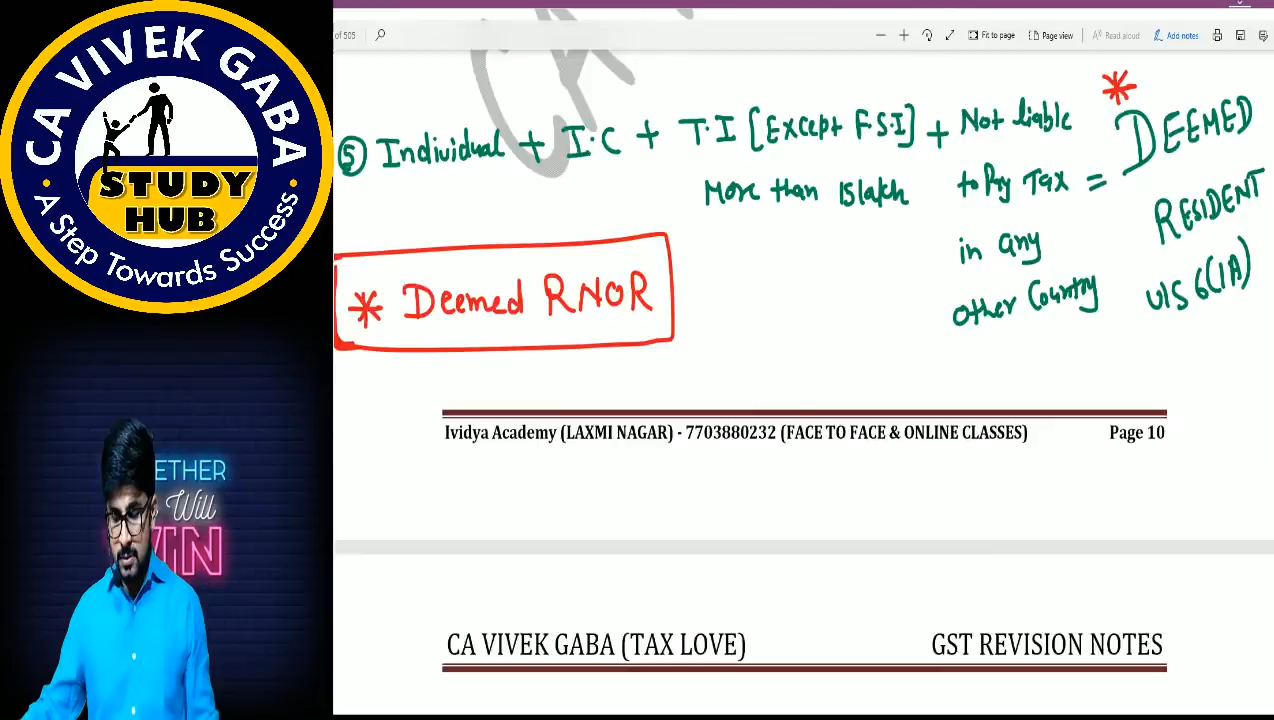 CA VIVEK GABA
STUDY
HUB
A Step Towards Success
ETHER
Will
of 505
Fit to page
Page view
Read aloud
Add notes
CA
⑤ Individual + I.C + T.I [Except F.S.I] + Not liable
More than 15 lakh
to Pay Tax =
in any
other Country
* DEEMED
RESIDENT
U/S 6(1A)
* Deemed RNOR
Ividya Academy (LAXMI NAGAR) - 7703880232 (FACE TO FACE & ONLINE CLASSES) Page 10
CA VIVEK GABA (TAX LOVE) GST REVISION NOTES